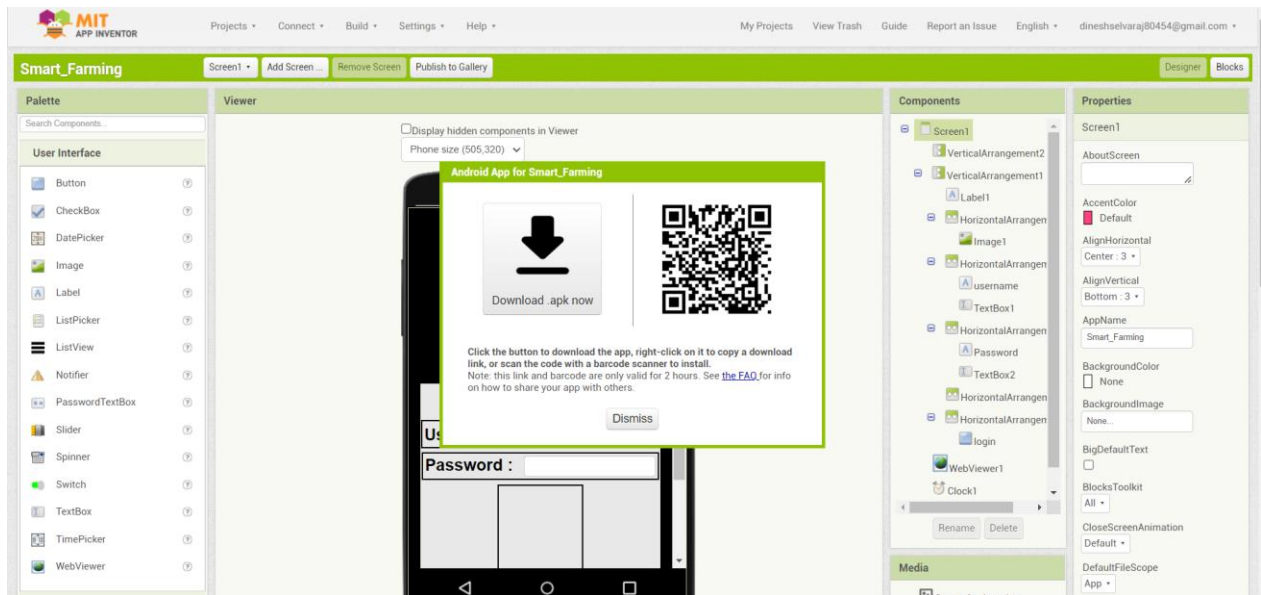 MIT
APP INVENTOR
Projects
Connect
Build
Settings
Help
My Projects
View Trash
Guide
Report an Issue
English
dineshselvaraj80454@gmail.com
Smart_Farming
Screen1
Add Screen ...
Remove Screen
Publish to Gallery
Designer
Blocks
Palette
Search Components...
User Interface
Button
CheckBox
DatePicker
Image
Label
ListPicker
ListView
Notifier
PasswordTextBox
Slider
Spinner
Switch
TextBox
TimePicker
WebViewer
Viewer
Display hidden components in Viewer
Phone size (505,320)
Android App for Smart_Farming
Download .apk now
Click the button to download the app, right-click on it to copy a download
link, or scan the code with a barcode scanner to install.
Note: this link and barcode are only valid for 2 hours. See the FAQ for info
on how to share your app with others.
Dismiss
Us
Password :
Components
Screen1
VerticalArrangement2
VerticalArrangement1
Label1
HorizontalArrangen
Image1
HorizontalArrangen
username
TextBox1
HorizontalArrangen
Password
TextBox2
HorizontalArrangen
HorizontalArrangen
login
WebViewer1
Clock1
Rename
Delete
Media
Properties
Screen1
AboutScreen
AccentColor
Default
AlignHorizontal
Center : 3
AlignVertical
Bottom : 3
AppName
Smart_Farming
BackgroundColor
None
BackgroundImage
None...
BigDefaultText
BlocksToolkit
All
CloseScreenAnimation
Default
DefaultFileScope
App